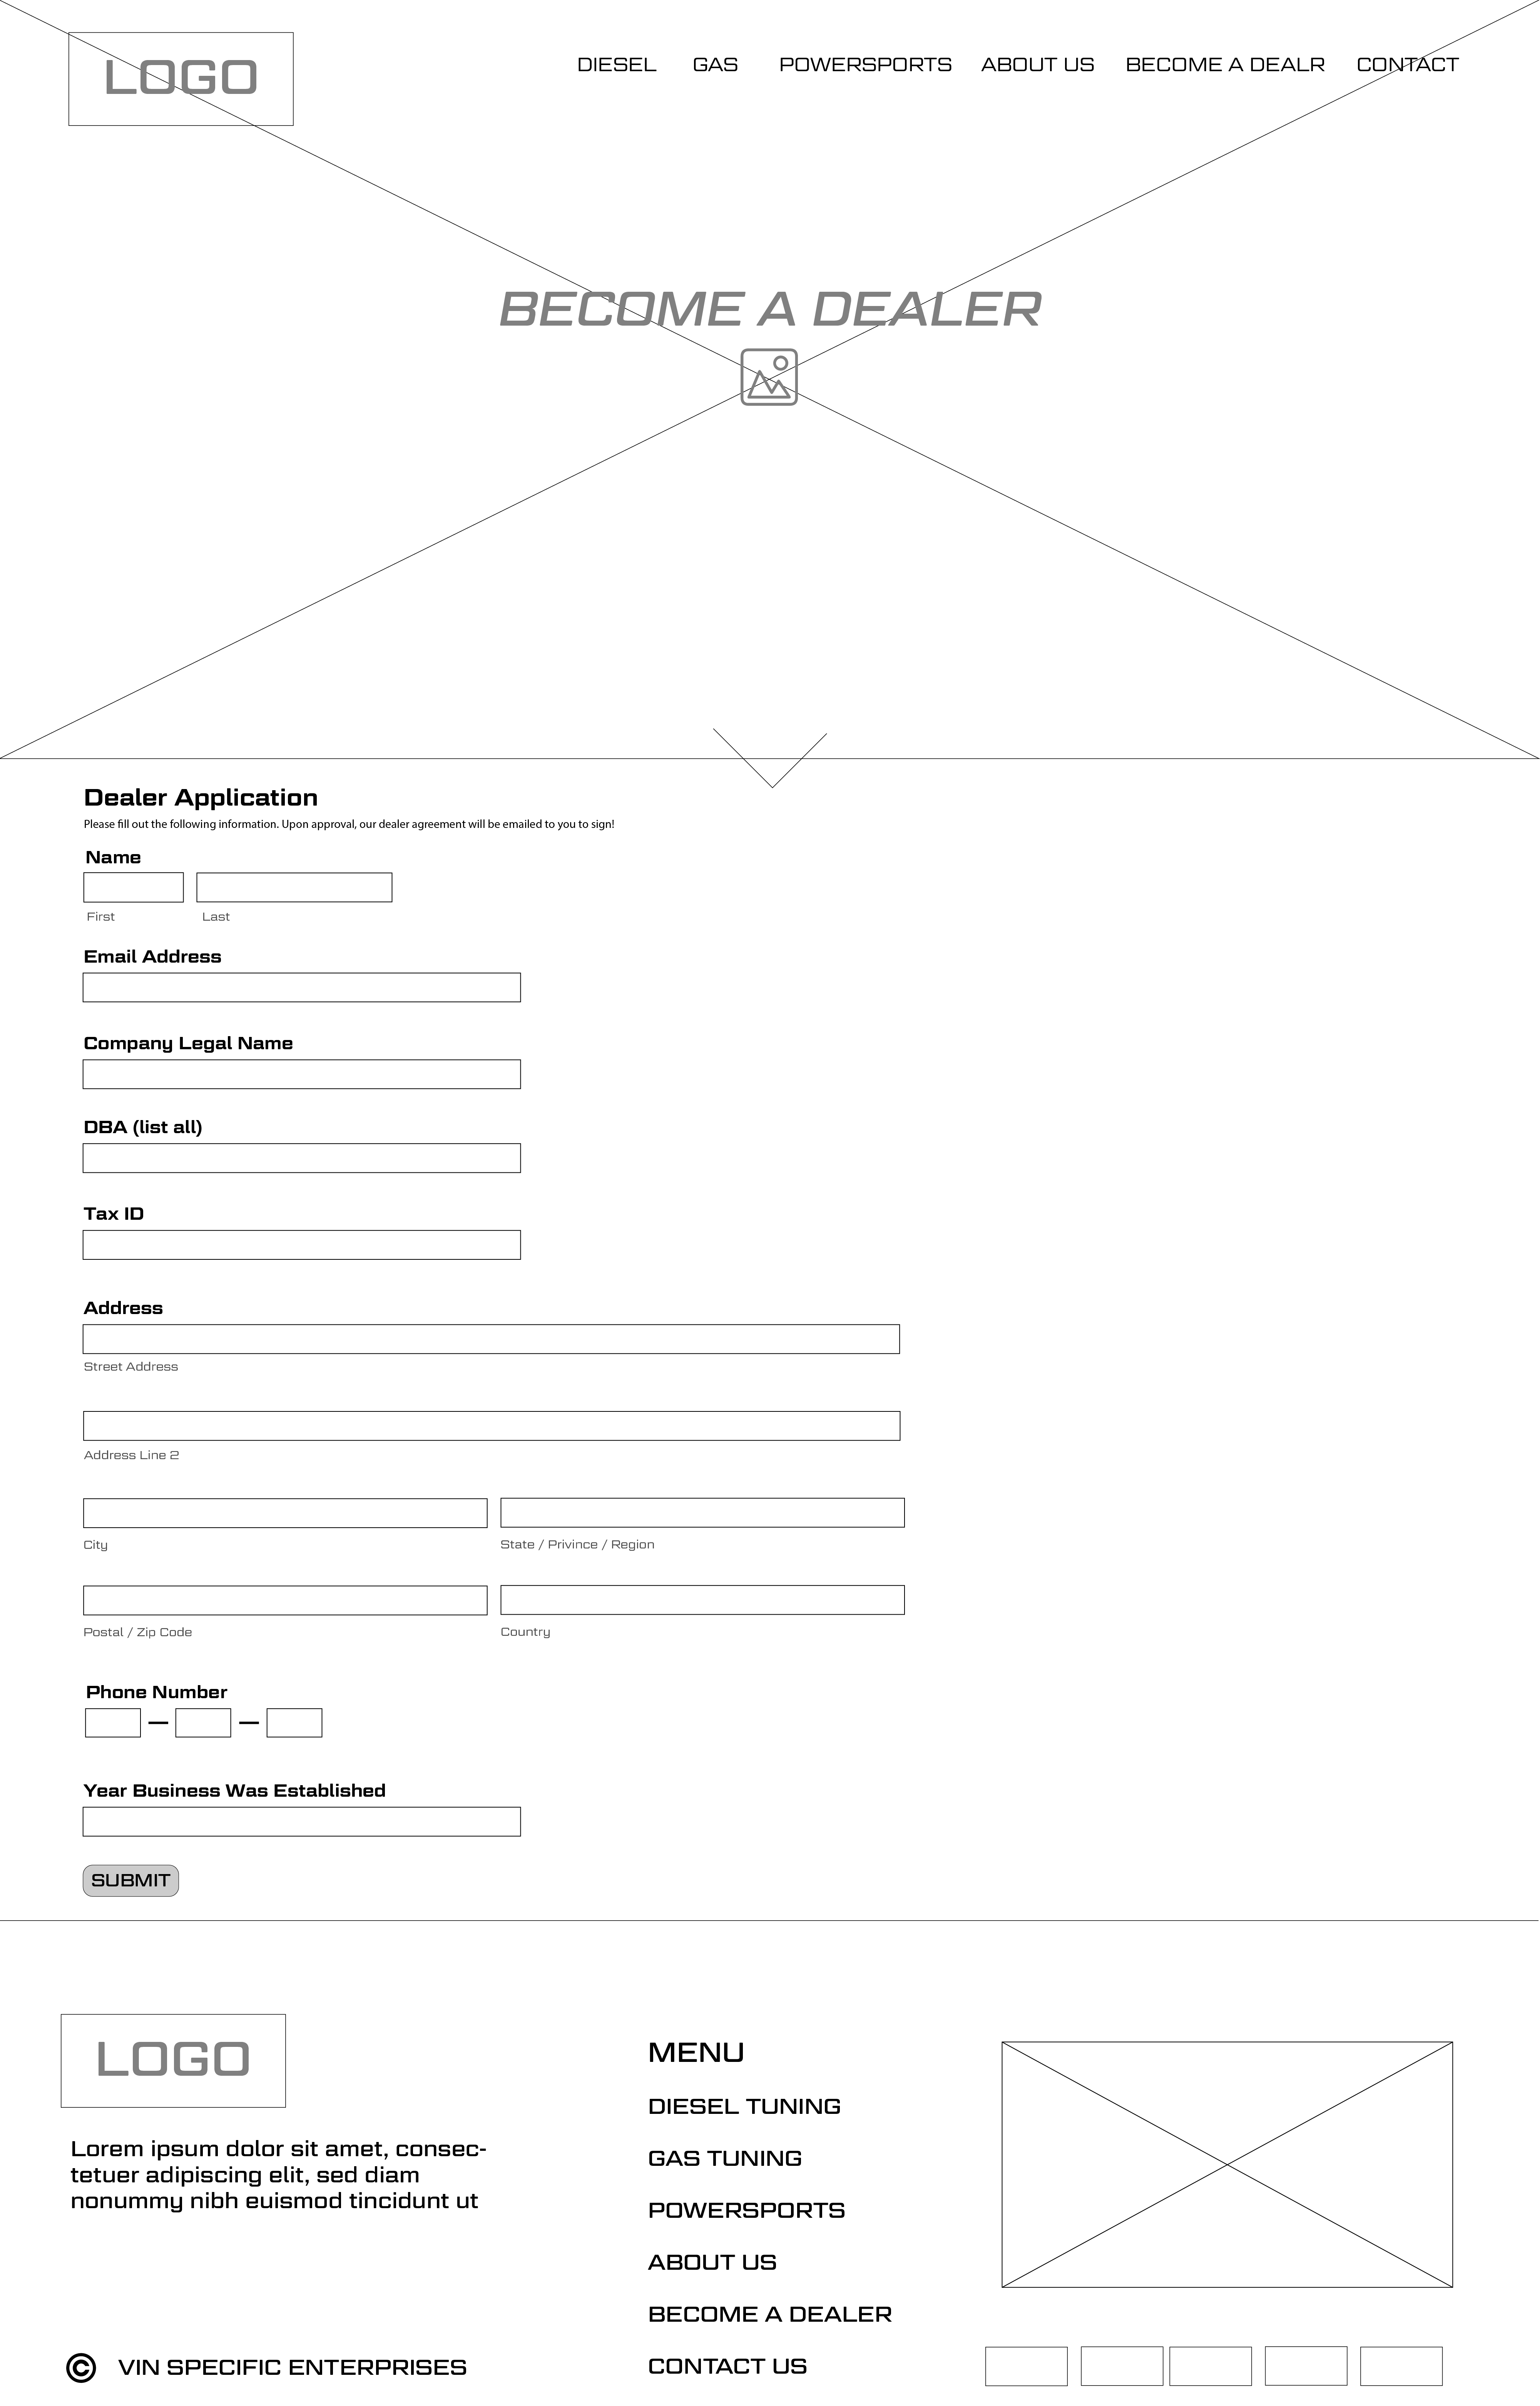 LOGO
DIESEL GAS POWERSPORTS ABOUT US BECOME A DEALR CONTACT
BECOME A DEALER
Dealer Application
Please fill out the following information. Upon approval, our dealer agreement will be emailed to you to sign!
Name
First Last
Email Address
Company Legal Name
DBA (list all)
Tax ID
Address
Street Address
Address Line 2
City State / Privince / Region
Postal / Zip Code Country
Phone Number
Year Business Was Established
SUBMIT
LOGO
Lorem ipsum dolor sit amet, consec-
tetuer adipiscing elit, sed diam
nonummy nibh euismod tincidunt ut
© VIN SPECIFIC ENTERPRISES
MENU
DIESEL TUNING
GAS TUNING
POWERSPORTS
ABOUT US
BECOME A DEALER
CONTACT US